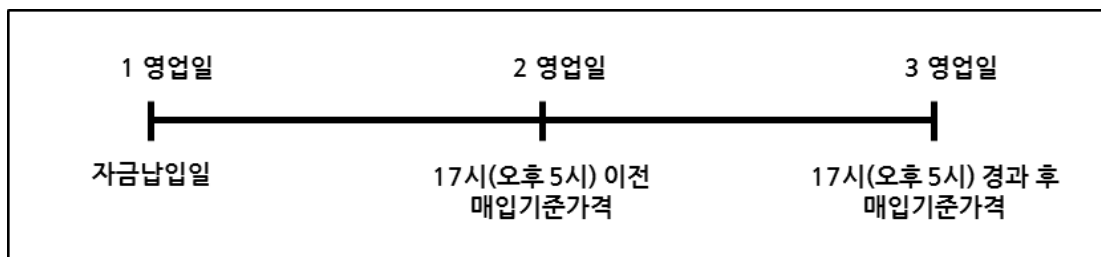 1 영업일
2 영업일
3 영업일
자금납입일
17시(오후 5시) 이전
매입기준가격
17시(오후 5시) 경과 후
매입기준가격